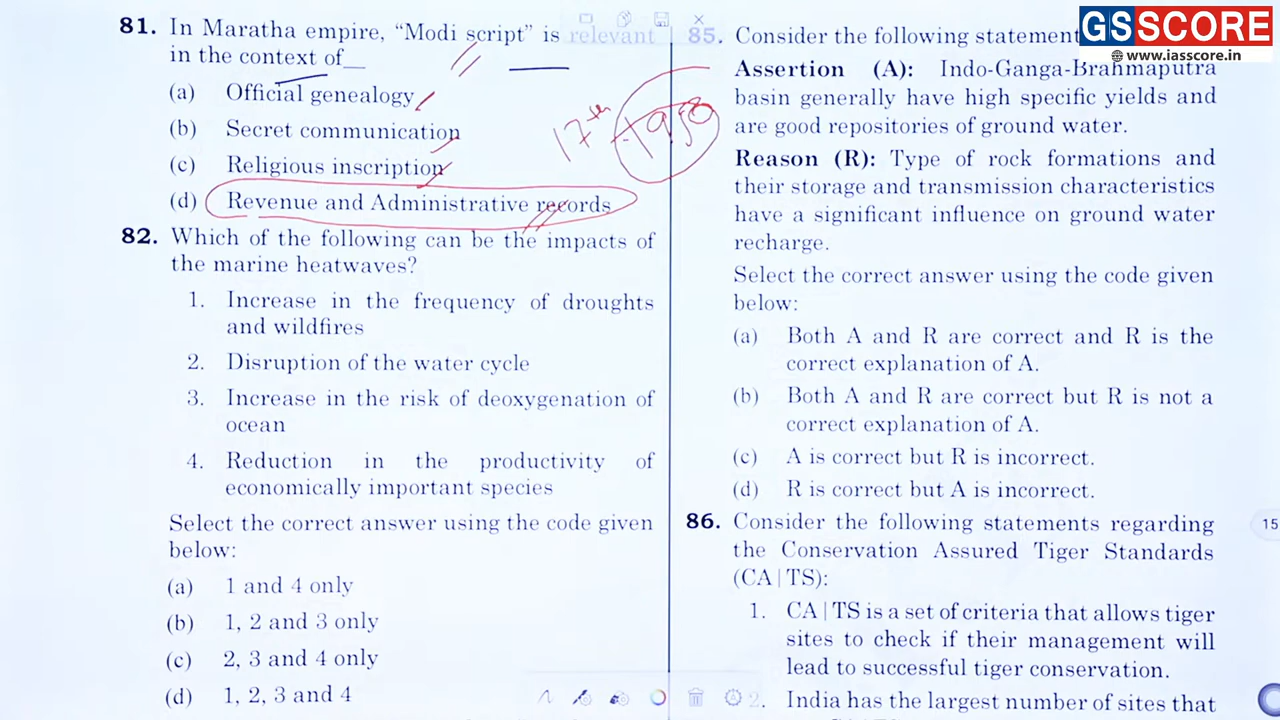 81. In Maratha empire, “Modi script” is relevant
in the context of_
(a) Official genealogy
(b) Secret communication
(c) Religious inscription
(d) Revenue and Administrative records
82. Which of the following can be the impacts of
the marine heatwaves?
1. Increase in the frequency of droughts
and wildfires
2. Disruption of the water cycle
3. Increase in the risk of deoxygenation of
ocean
4. Reduction in the productivity of
economically important species
Select the correct answer using the code given
below:
(a) 1 and 4 only
(b) 1, 2 and 3 only
(c) 2, 3 and 4 only
(d) 1, 2, 3 and 4
17th
1950
85. Consider the following statement
Assertion (A): Indo-Ganga-Brahmaputra
basin generally have high specific yields and
are good repositories of ground water.
Reason (R): Type of rock formations and
their storage and transmission characteristics
have a significant influence on ground water
recharge.
Select the correct answer using the code given
below:
(a) Both A and R are correct and R is the
correct explanation of A.
(b) Both A and R are correct but R is not a
correct explanation of A.
(c) A is correct but R is incorrect.
(d) R is correct but A is incorrect.
86. Consider the following statements regarding
the Conservation Assured Tiger Standards
(CA|TS):
1. CA|TS is a set of criteria that allows tiger
sites to check if their management will
lead to successful tiger conservation.
2. India has the largest number of sites that
GSSCORE
www.iasscore.in
15